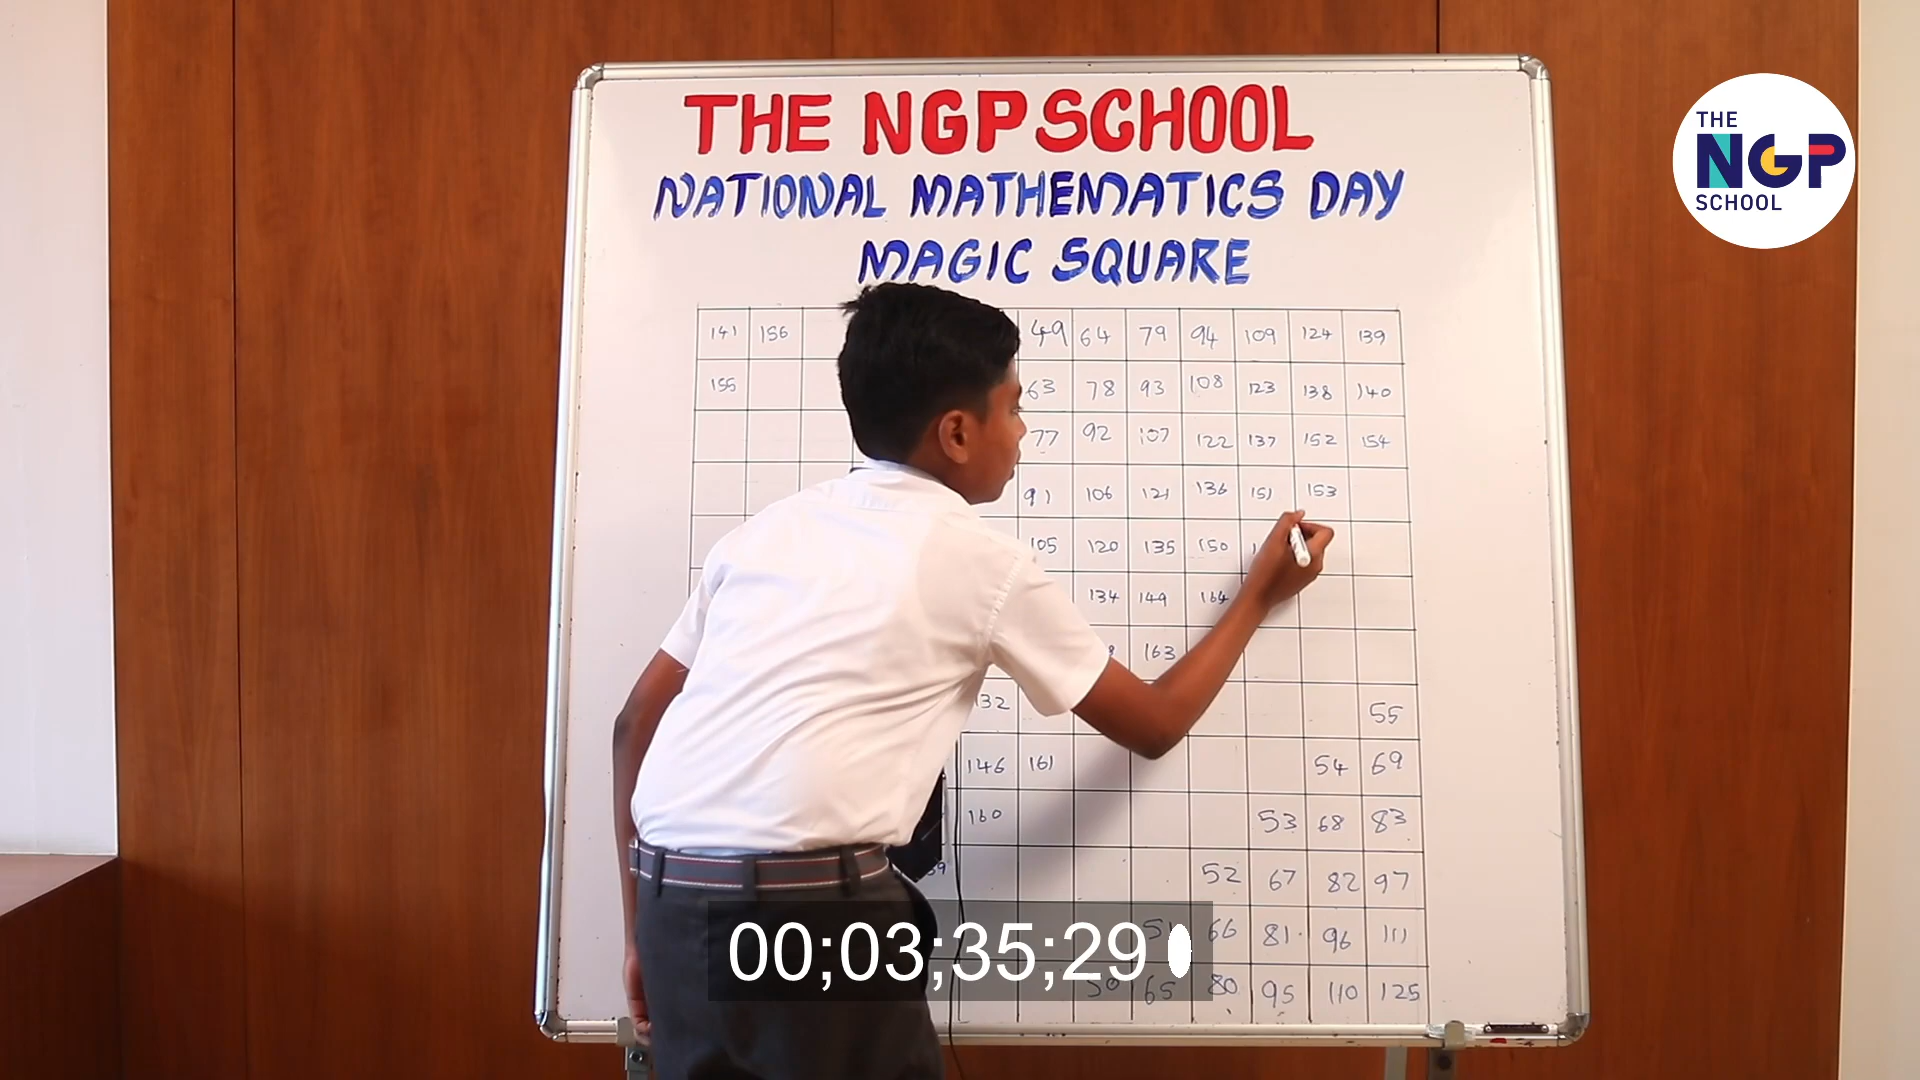 THE NGP SCHOOL
NATIONAL MATHEMATICS DAY
MAGIC SQUARE
THE
NGP
SCHOOL
141 156 49 64 79 94 109 124 139
155 63 78 93 108 123 138 140
77 92 107 122 137 152 154
91 106 121 136 151 153
105 120 135 150
134 149 164
163
132 55
146 161 54 69
160 53 68 83
52 67 82 97
51 66 81 96 111
50 65 80 95 110 125
00;03;35;29